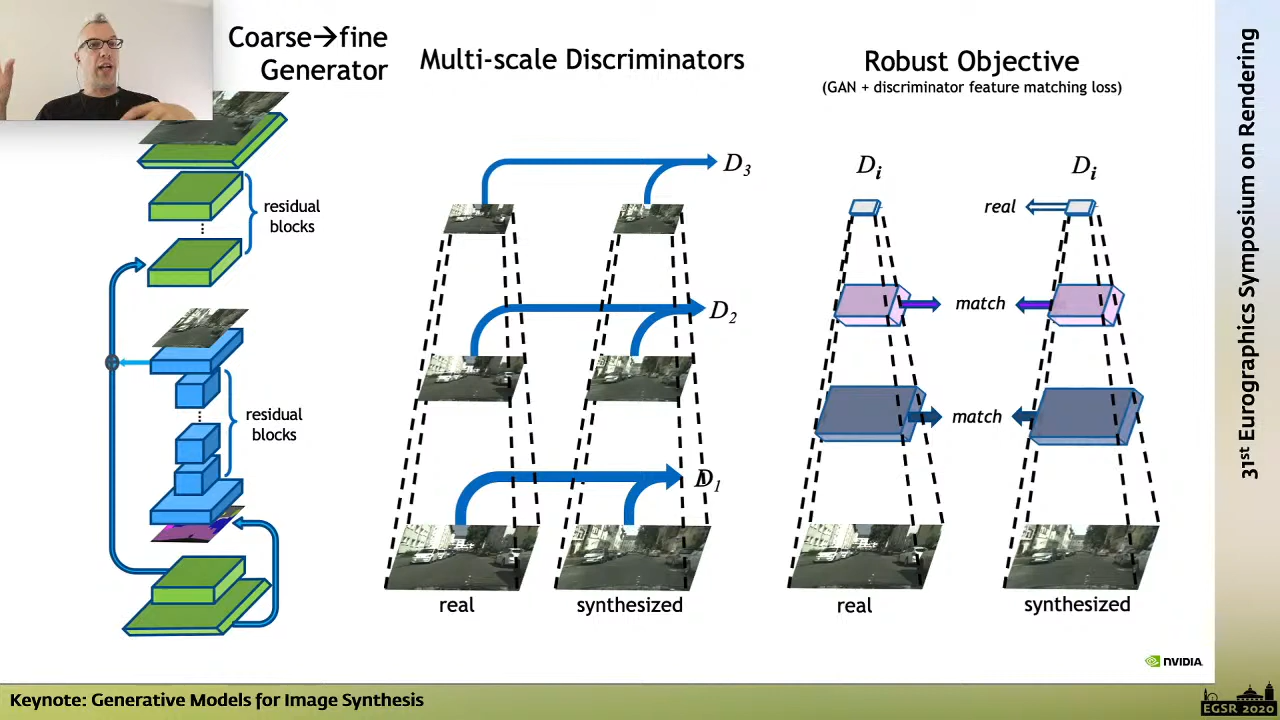 Coarse→fine
Generator
residual
blocks
residual
blocks
Multi-scale Discriminators
D3
D2
D1
real
synthesized
Robust Objective
(GAN + discriminator feature matching loss)
Di
Di
real
match
match
real
synthesized
NVIDIA.
31st Eurographics Symposium on Rendering
Keynote: Generative Models for Image Synthesis
EGSR 2020